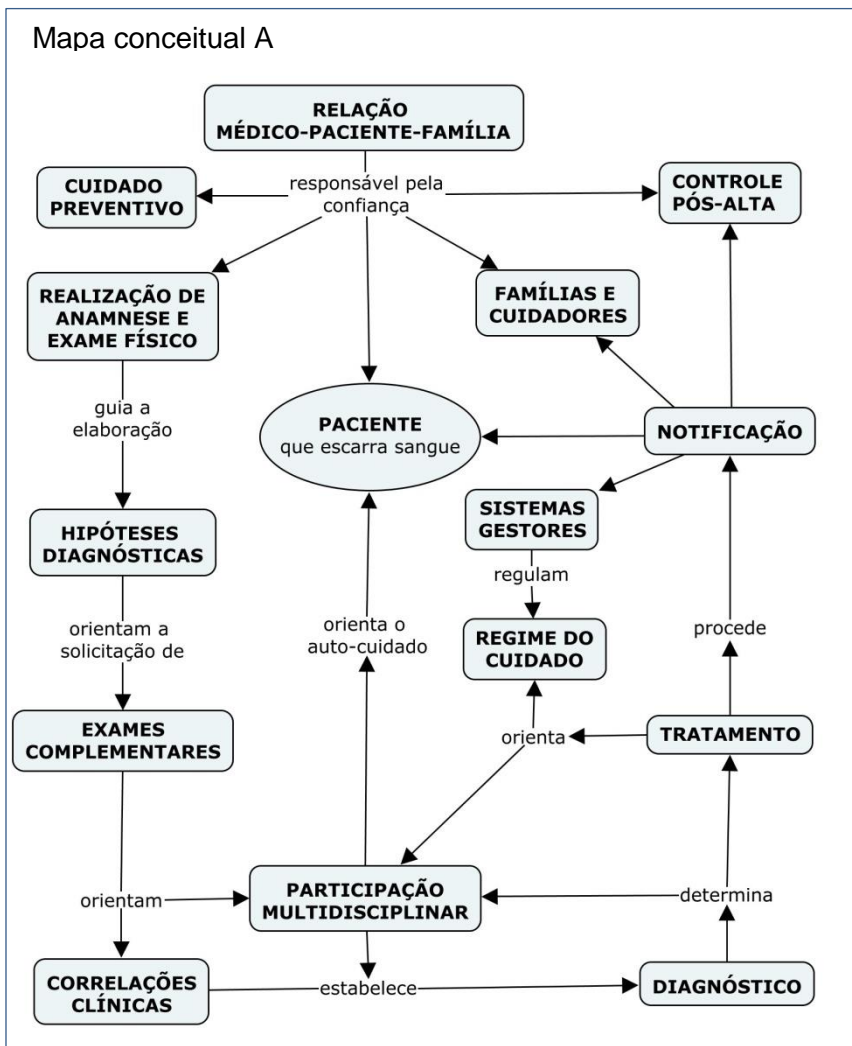 Mapa conceitual A
RELAÇÃO
MÉDICO-PACIENTE-FAMÍLIA
CUIDADO
PREVENTIVO
responsável pela
confiança
CONTROLE
PÓS-ALTA
REALIZAÇÃO DE
ANAMNESE E
EXAME FÍSICO
FAMÍLIAS E
CUIDADORES
guia a
elaboração
PACIENTE
que escarra sangue
NOTIFICAÇÃO
HIPÓTESES
DIAGNÓSTICAS
SISTEMAS
GESTORES
regulam
orientam a
solicitação de
orienta o
auto-cuidado
REGIME DO
CUIDADO
procede
EXAMES
COMPLEMENTARES
orienta
TRATAMENTO
orientam
PARTICIPAÇÃO
MULTIDISCIPLINAR
determina
CORRELAÇÕES
CLÍNICAS
estabelece
DIAGNÓSTICO